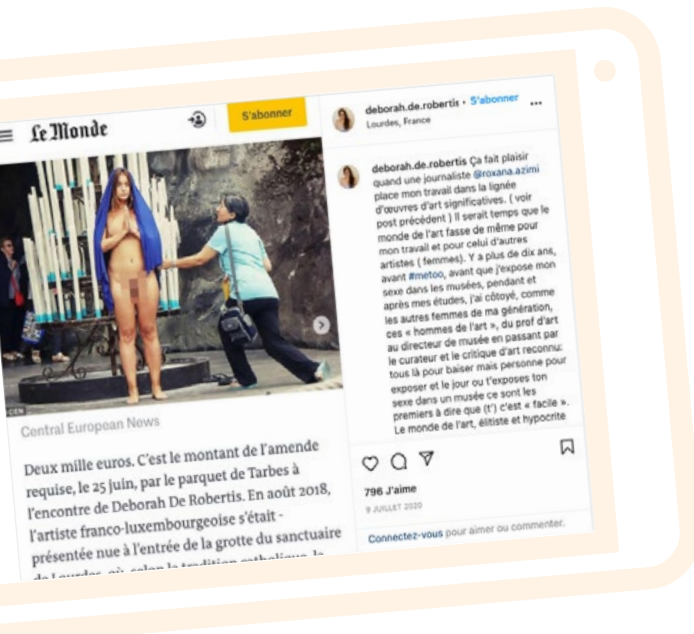 Le Monde
S'abonner
CEN
Central European News
Deux mille euros. C'est le montant de l'amende
requise, le 25 juin, par le parquet de Tarbes à
l'encontre de Deborah De Robertis. En août 2018,
l'artiste franco-luxembourgeoise s'était -
présentée nue à l'entrée de la grotte du sanctuaire
de Lourdes, où, selon la tradition catholique, la
deborah.de.robertis • S'abonner
Lourdes, France
deborah.de.robertis Ça fait plaisir
quand une journaliste @roxana.azimi
place mon travail dans la lignée
d'œuvres d'art significatives. ( voir
post précédent ) Il serait temps que le
monde de l'art fasse de même pour
mon travail et pour celui d'autres
artistes ( femmes). Y a plus de dix ans,
avant #metoo, avant que j'expose mon
sexe dans les musées, pendant et
après mes études, j'ai côtoyé, comme
les autres femmes de ma génération,
ces « hommes de l'art », du prof d'art
au directeur de musée en passant par
le curateur et le critique d'art reconnu:
tous là pour baiser mais personne pour
exposer et le jour ou t'exposes ton
sexe dans un musée ce sont les
premiers à dire que (t') c'est « facile ».
Le monde de l'art, élitiste et hypocrite
796 J'aime
9 JUILLET 2020
Connectez-vous pour aimer ou commenter.